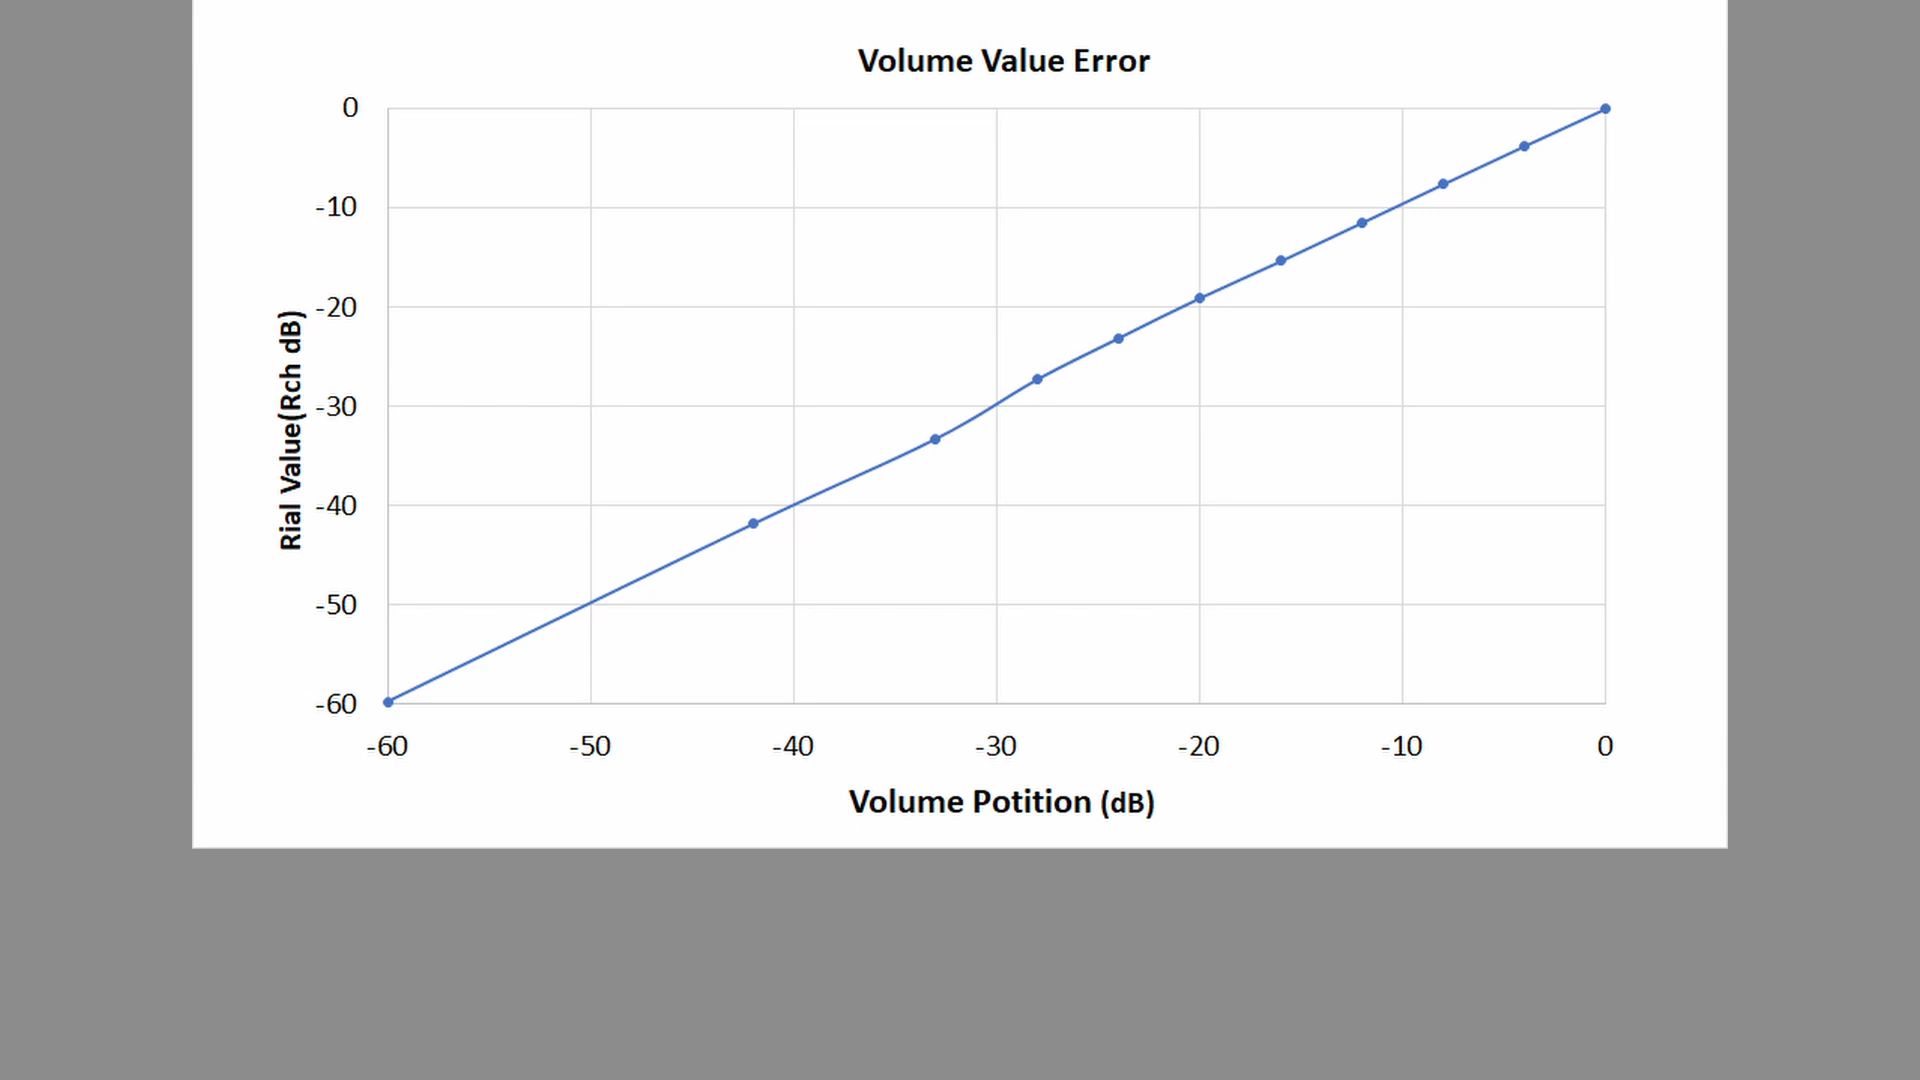 Volume Value Error
0
-10
-20
-30
-40
-50
-60
Rial Value(Rch dB)
-60 -50 -40 -30 -20 -10 0
Volume Potition (dB)